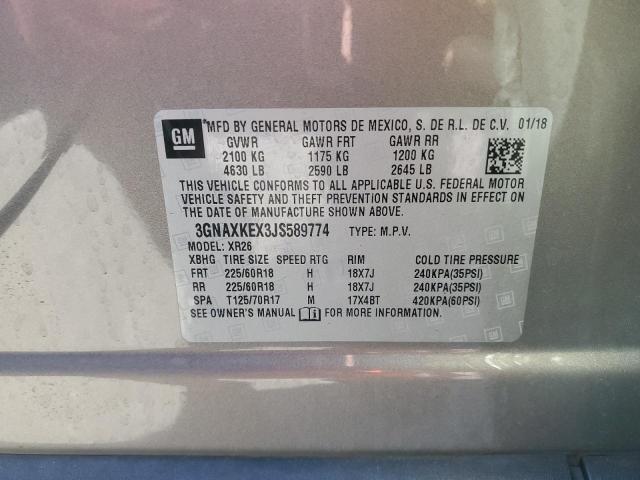 GM *MFD BY GENERAL MOTORS DE MEXICO, S. DE R.L. DE C.V. 01/18
GVWR GAWR FRT GAWR RR
2100 KG 1175 KG 1200 KG
4630 LB 2590 LB 2645 LB
THIS VEHICLE CONFORMS TO ALL APPLICABLE U.S. FEDERAL MOTOR
VEHICLE SAFETY AND THEFT PREVENTION STANDARDS IN EFFECT ON
THE DATE OF MANUFACTURE SHOWN ABOVE.
3GNAXKEX3JS589774 TYPE: M.P.V.
MODEL: XR26
XBHG TIRE SIZE SPEED RTG RIM COLD TIRE PRESSURE
FRT 225/60R18 H 18X7J 240KPA(35PSI)
RR 225/60R18 H 18X7J 240KPA(35PSI)
SPA T125/70R17 M 17X4BT 420KPA(60PSI)
SEE OWNER'S MANUAL FOR MORE INFORMATION.